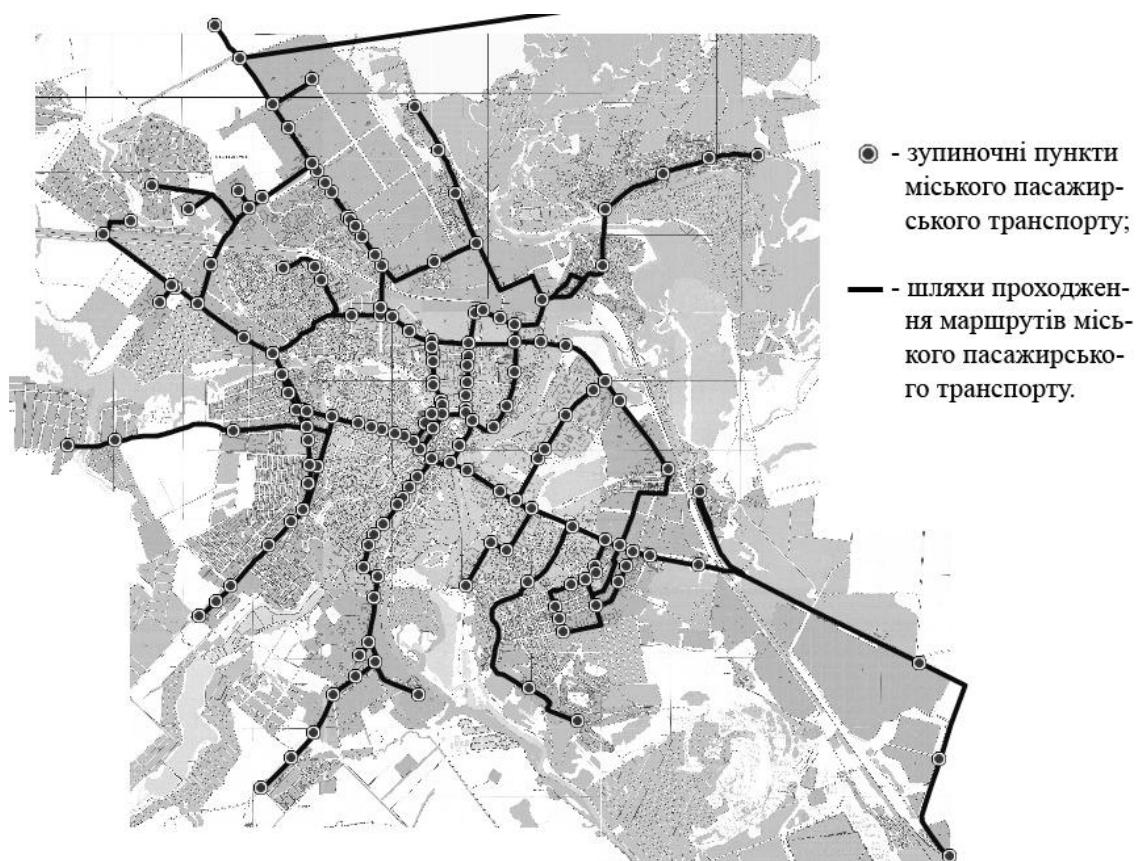 - зупиночні пункти
міського пасажир-
ського транспорту;
- шляхи проходжен-
ня маршрутів місь-
кого пасажирсько-
го транспорту.